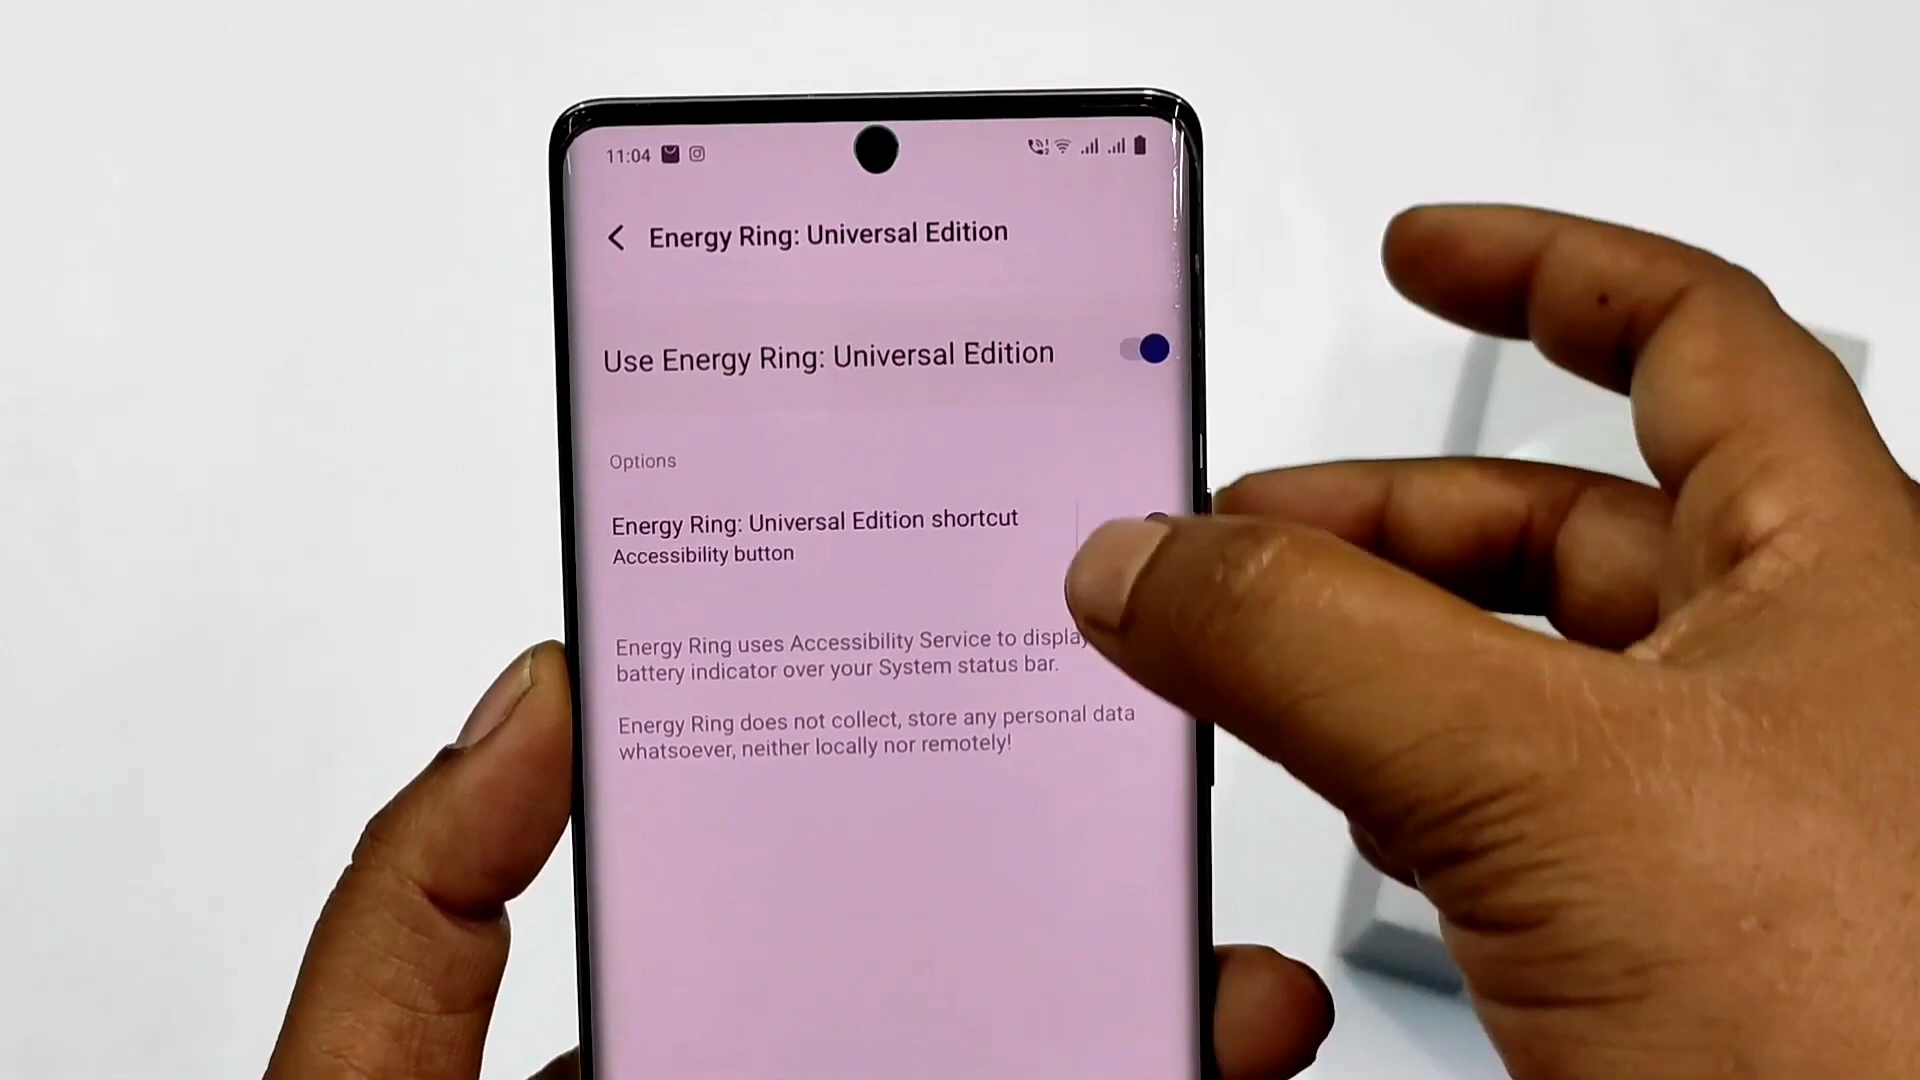 11:04
Energy Ring: Universal Edition
Use Energy Ring: Universal Edition
Options
Energy Ring: Universal Edition shortcut
Accessibility button
Energy Ring uses Accessibility Service to display
battery indicator over your System status bar.
Energy Ring does not collect, store any personal data
whatsoever, neither locally nor remotely!